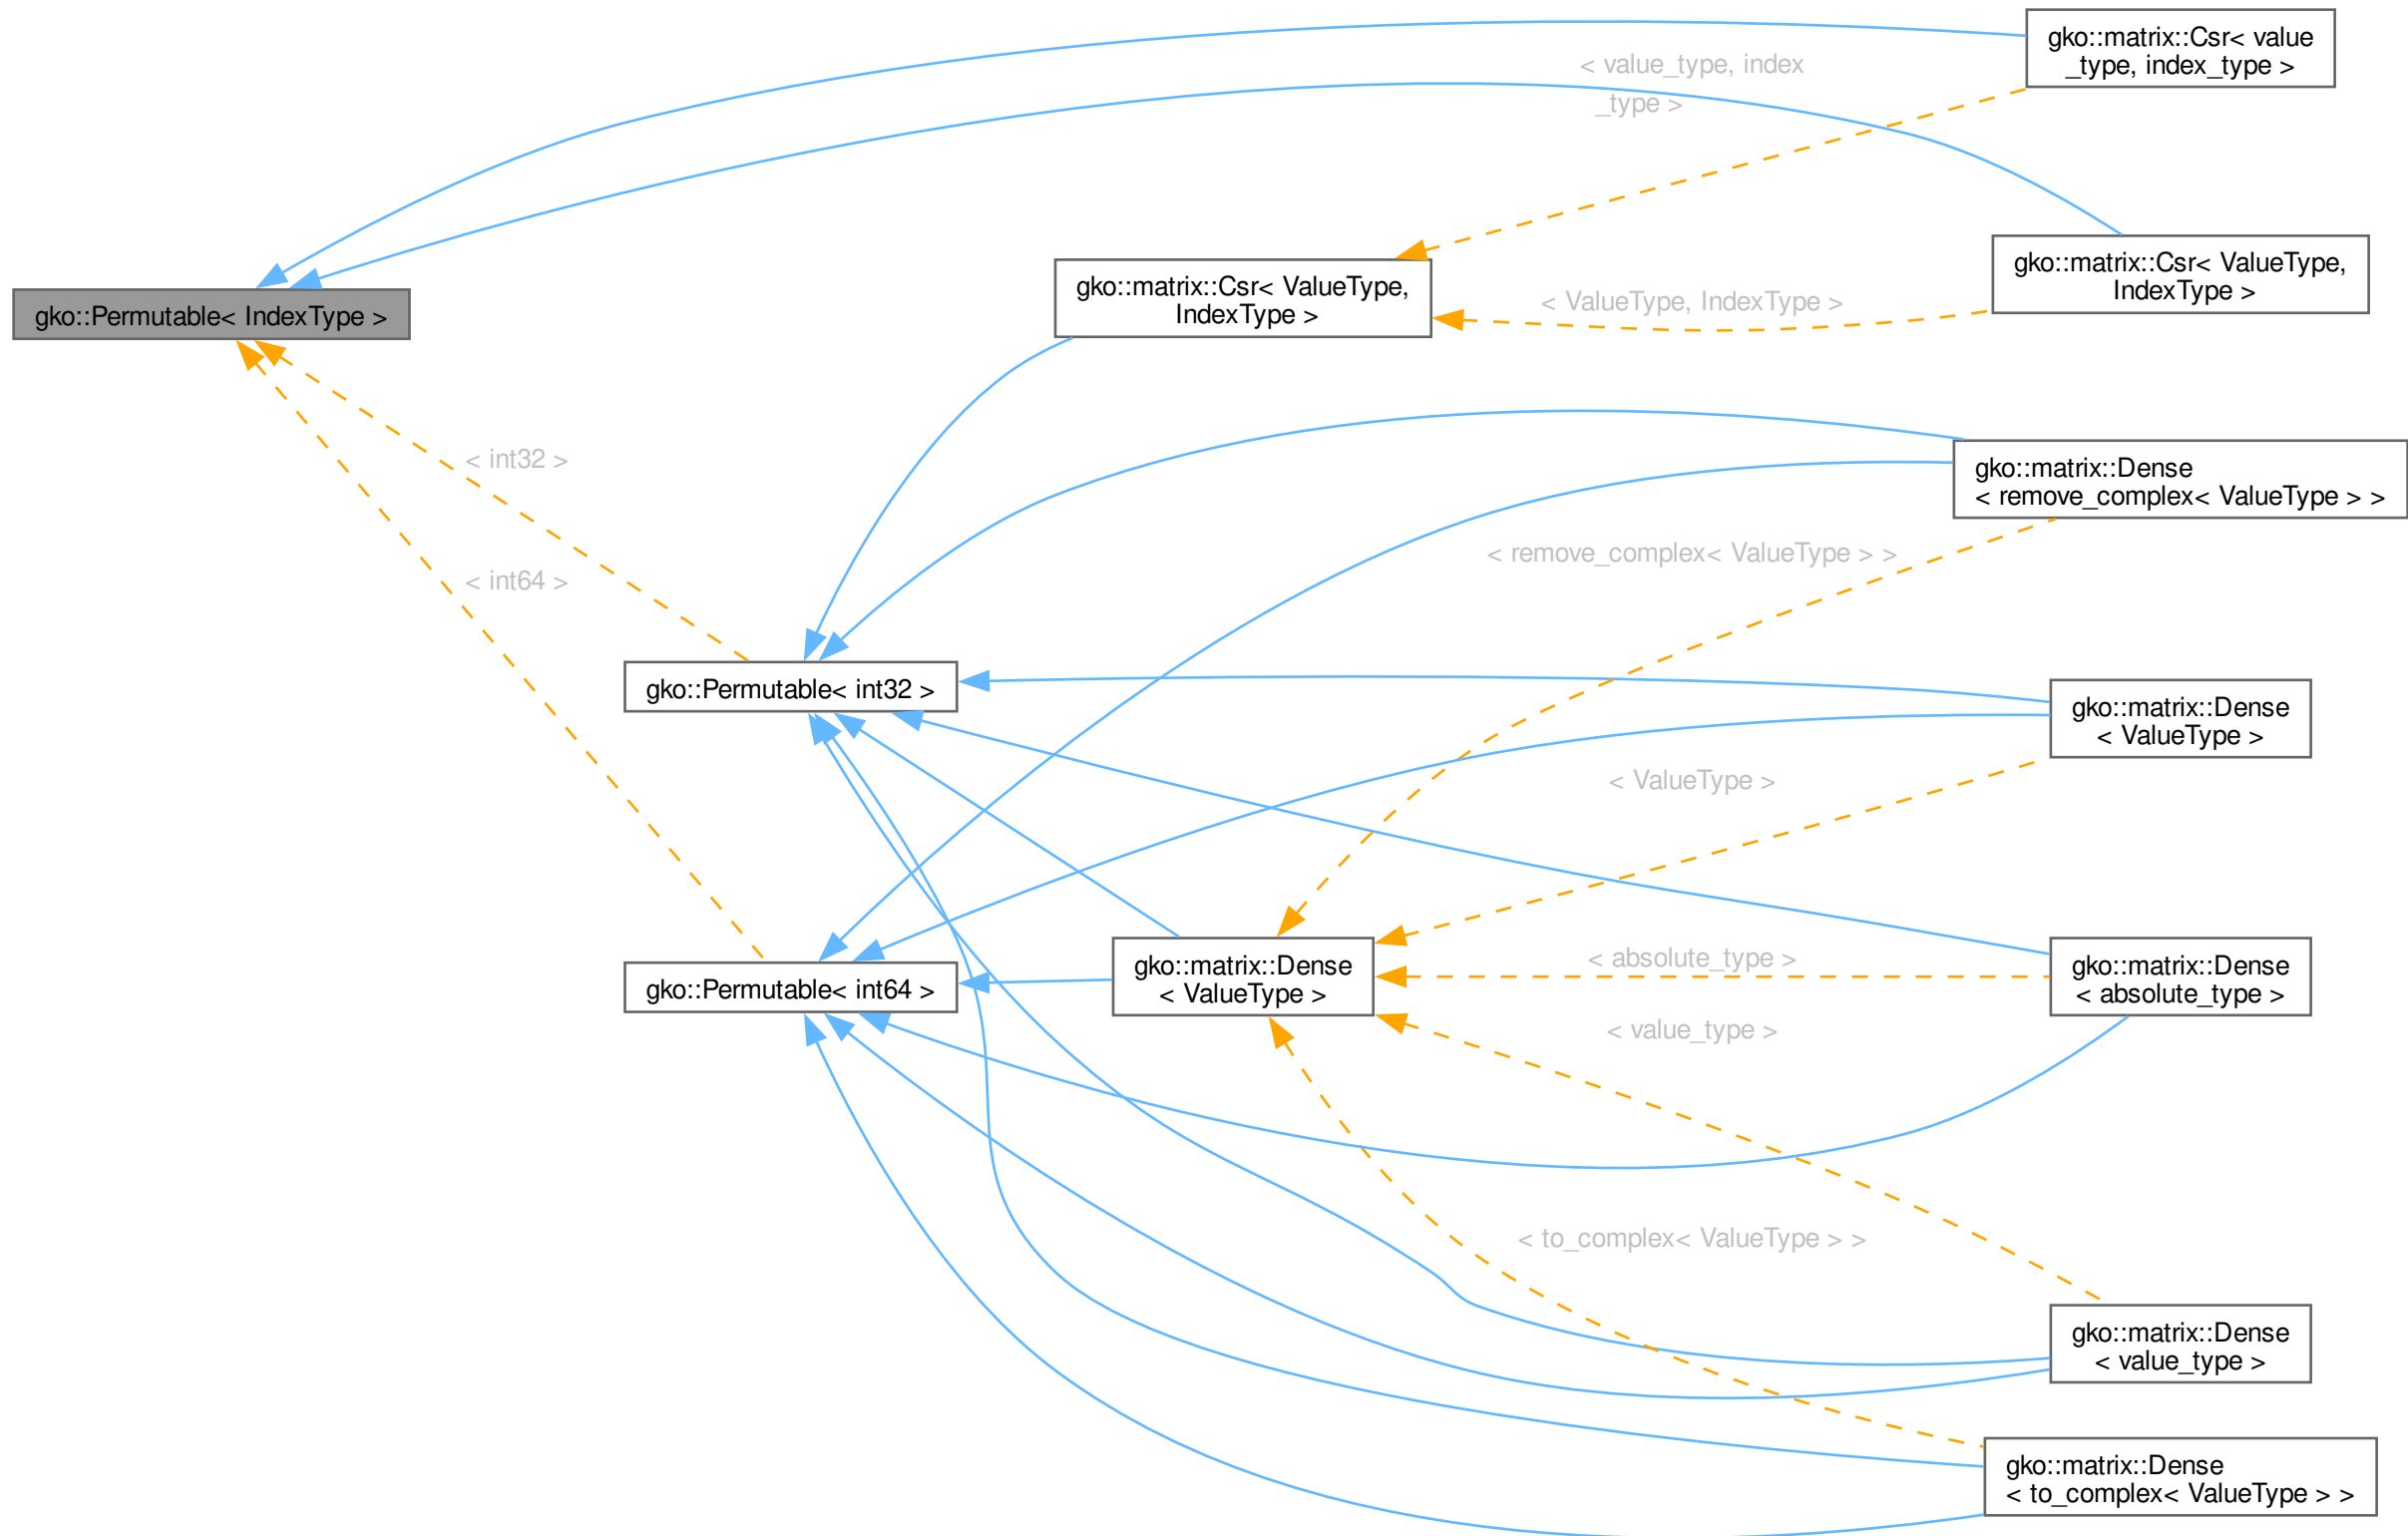 gko::matrix::Csr< value
_type, index_type >
< value_type, index
_type >
gko::matrix::Csr< ValueType,
IndexType >
gko::matrix::Csr< ValueType,
IndexType >
< ValueType, IndexType >
gko::Permutable< IndexType >
< int32 >
gko::matrix::Dense
< remove_complex< ValueType > >
< remove_complex< ValueType > >
< int64 >
gko::Permutable< int32 >
gko::matrix::Dense
< ValueType >
< ValueType >
gko::Permutable< int64 >
gko::matrix::Dense
< ValueType >
< absolute_type >
gko::matrix::Dense
< absolute_type >
< value_type >
< to_complex< ValueType > >
gko::matrix::Dense
< value_type >
gko::matrix::Dense
< to_complex< ValueType > >